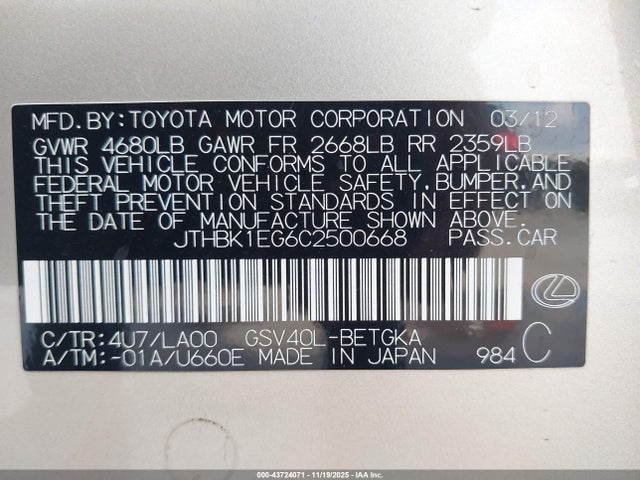 MFD.BY:TOYOTA MOTOR CORPORATION 03/12
GVWR 4680LB GAWR FR 2668LB RR 2359LB
THIS VEHICLE CONFORMS TO ALL APPLICABLE
FEDERAL MOTOR VEHICLE SAFETY,BUMPER,AND
THEFT PREVENTION STANDARDS IN EFFECT ON
THE DATE OF MANUFACTURE SHOWN ABOVE.
JTHBK1EG6C2500668 PASS.CAR
C/TR:4U7/LA00 GSV40L-BETGKA
A/TM:-01A/U660E MADE IN JAPAN 984 C
000-43724071 - 11/19/2025 - IAA Inc.